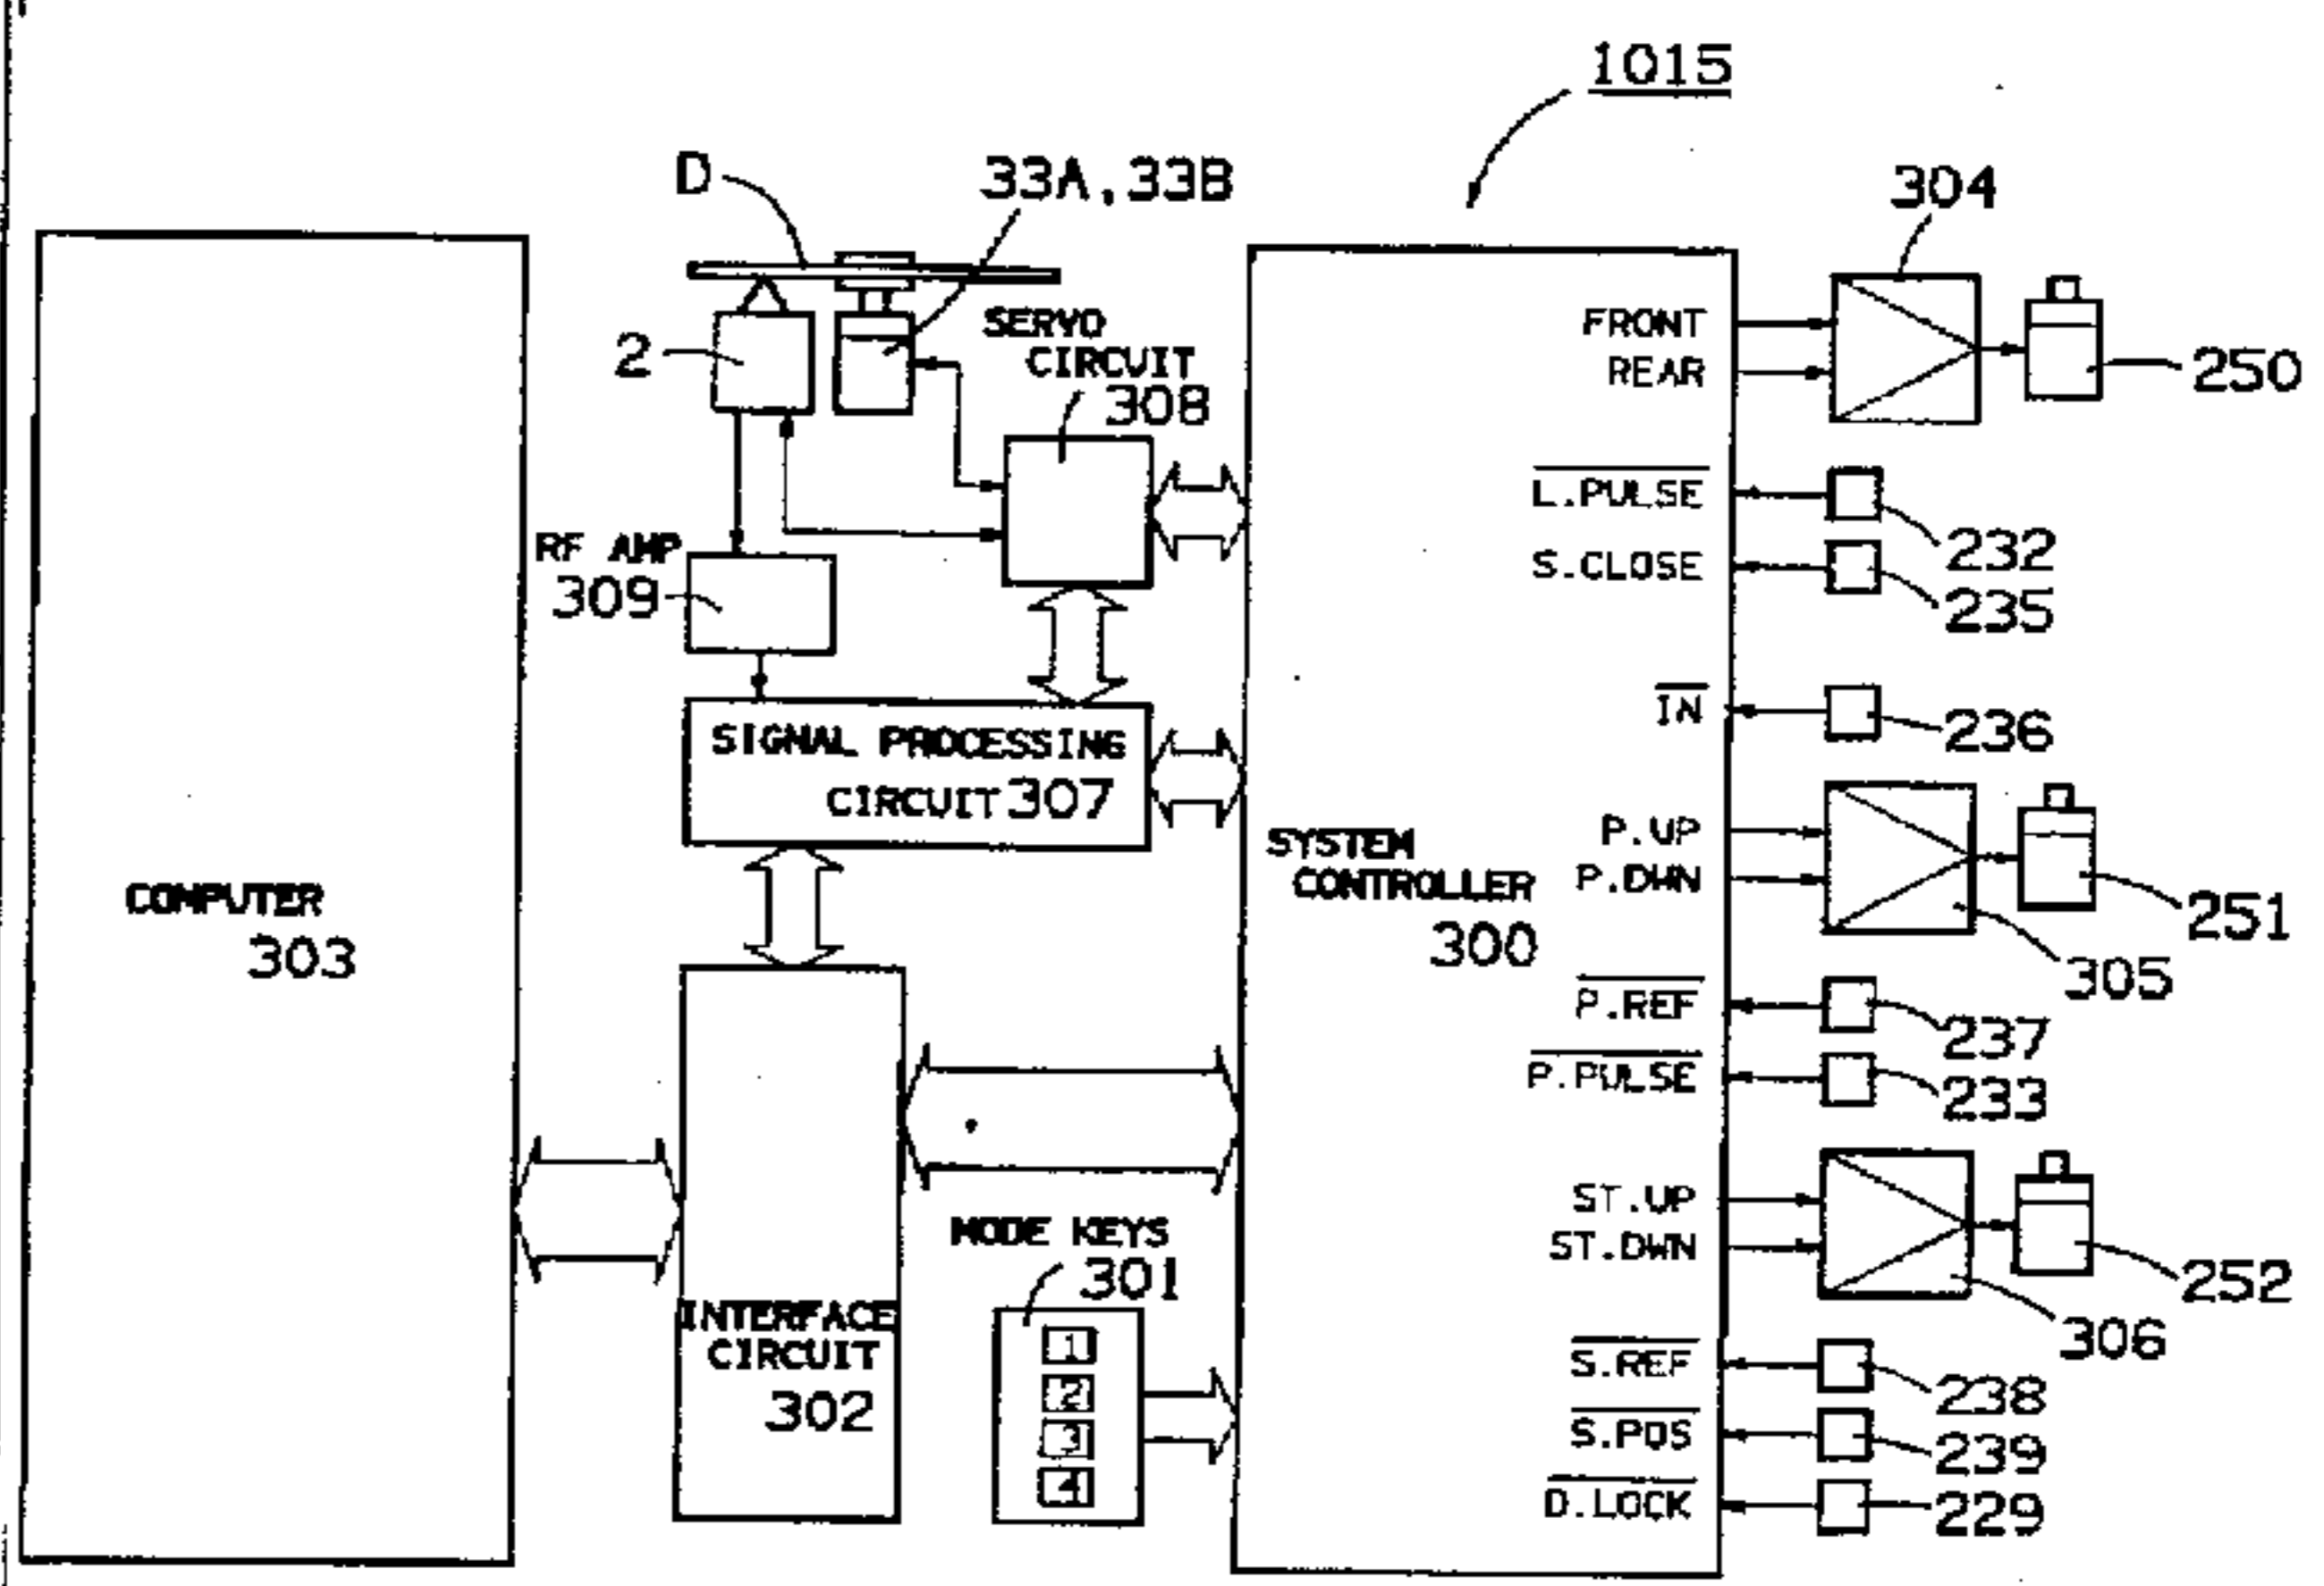 1015
D
33A, 33B
304
2
SERVO
CIRCUIT
308
FRONT
REAR
250
L.PULSE
232
S.CLOSE
235
RF AMP
309
IN
236
SIGNAL PROCESSING
CIRCUIT 307
P.UP
P.DWN
251
305
SYSTEM
CONTROLLER
300
COMPUTER
303
P.REF
237
P.PULSE
233
ST.UP
ST.DWN
252
306
MODE KEYS
301
1
2
3
4
INTERFACE
CIRCUIT
302
S.REF
238
S.POS
239
D.LOCK
229